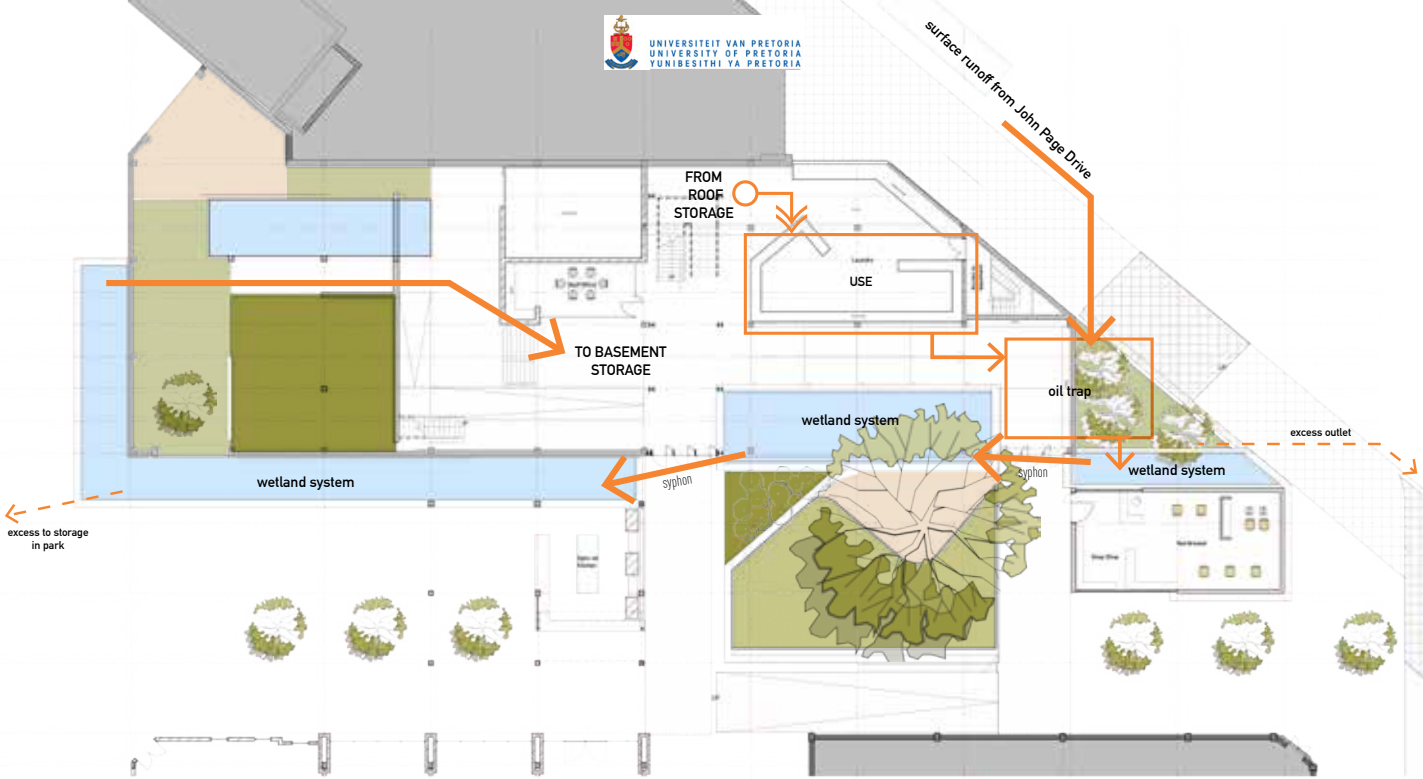 UNIVERSITEIT VAN PRETORIA
UNIVERSITY OF PRETORIA
YUNIBESITHI YA PRETORIA
surface runoff from John Page Drive
FROM
ROOF
STORAGE
Laundry
USE
TO BASEMENT
STORAGE
oil trap
wetland system
excess outlet
syphon
syphon
wetland system
wetland system
excess to storage
in park